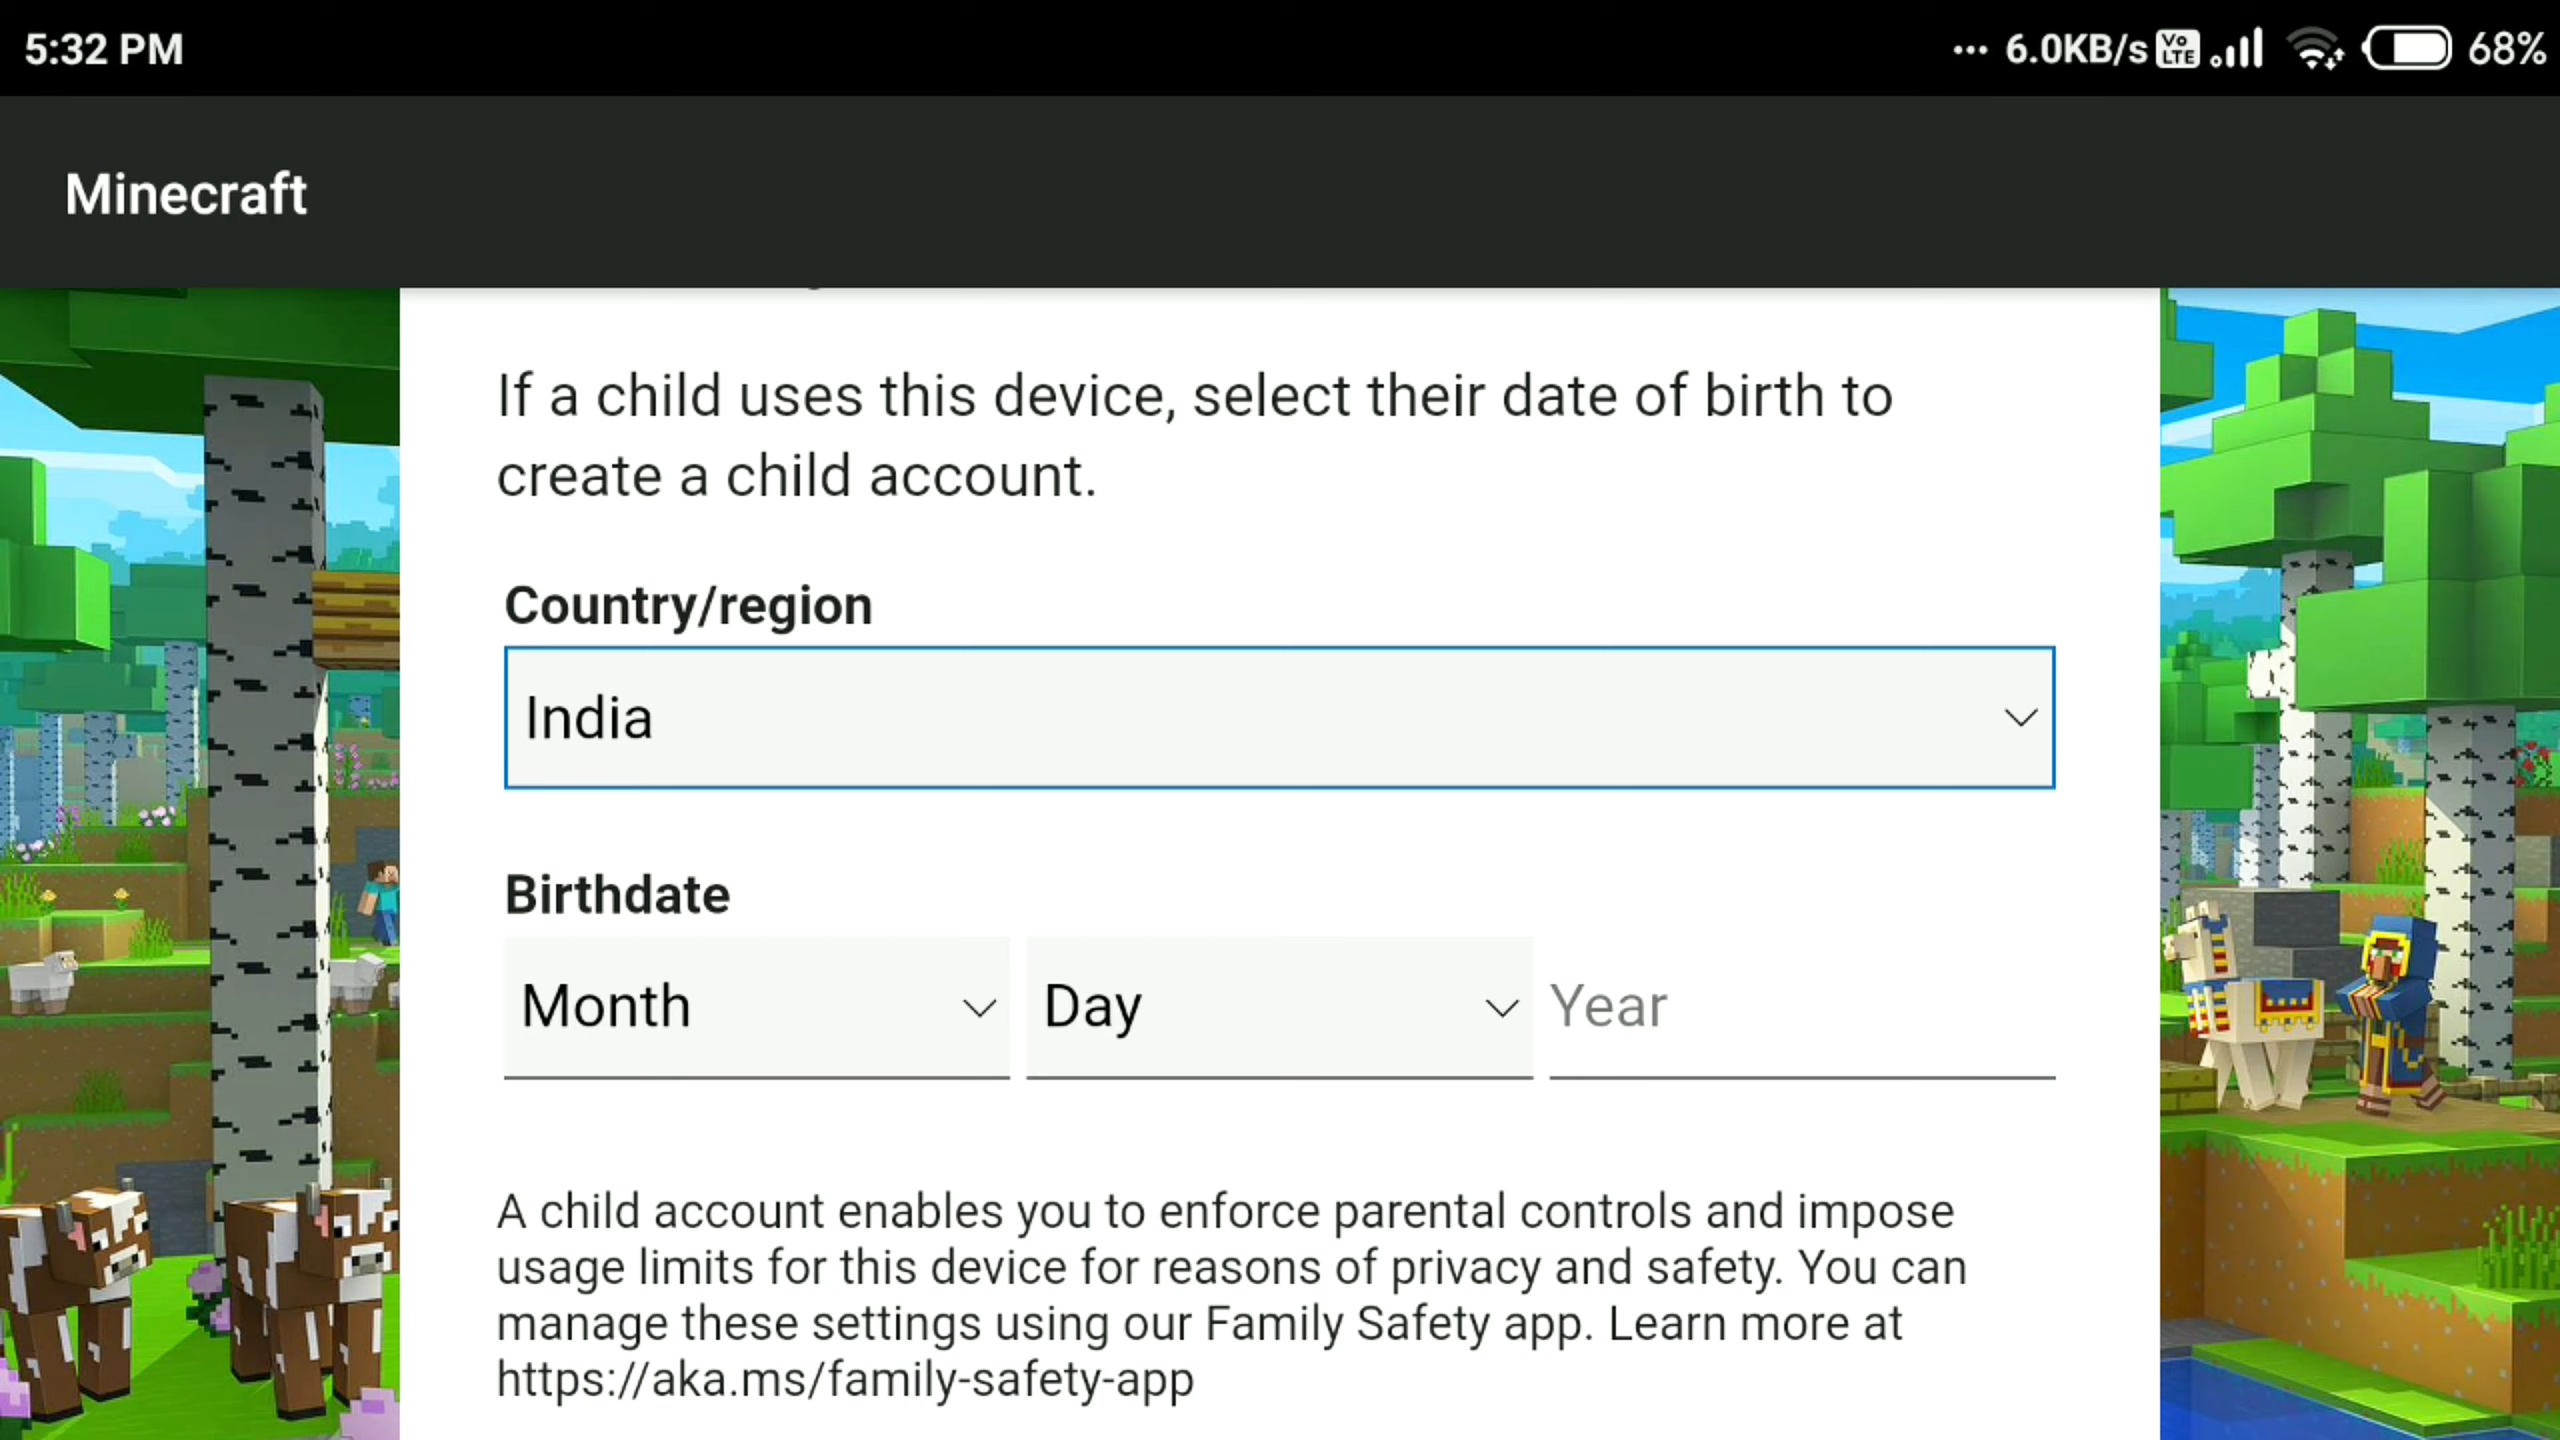 5:32 PM
... 6.0KB/s Vo LTE 68%
Minecraft
If a child uses this device, select their date of birth to
create a child account.
Country/region
India
Birthdate
Month Day Year
A child account enables you to enforce parental controls and impose
usage limits for this device for reasons of privacy and safety. You can
manage these settings using our Family Safety app. Learn more at
https://aka.ms/family-safety-app